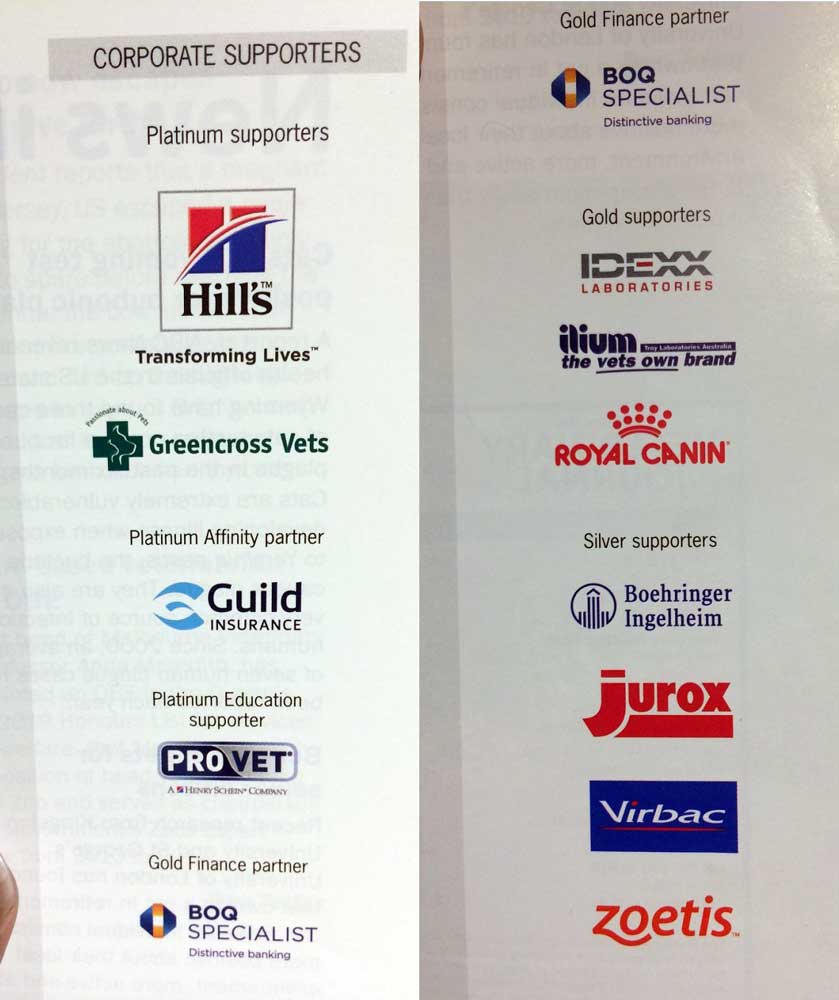 CORPORATE SUPPORTERS
Platinum supporters
Hill's™
Transforming Lives™
Passionate about Pets
Greencross Vets
Platinum Affinity partner
Guild
INSURANCE
Platinum Education
supporter
PROVET
A HENRY SCHEIN® COMPANY
Gold Finance partner
BOQ
SPECIALIST
Distinctive banking
Gold Finance partner
BOQ
SPECIALIST
Distinctive banking
Gold supporters
IDEXX
LABORATORIES
ilium
Troy Laboratories Australia
the vets own brand
ROYAL CANIN®
Silver supporters
Boehringer
Ingelheim
Jurox
Virbac
zoetis™